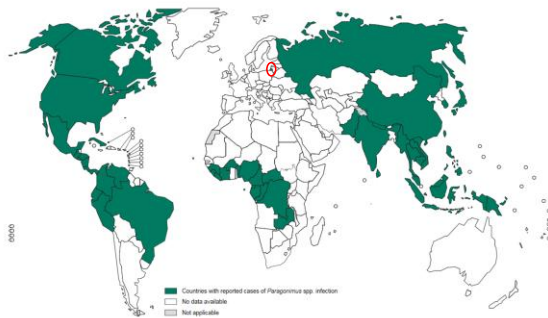 Countries with reported cases of Paragonimus spp. infection
No data available
Not applicable